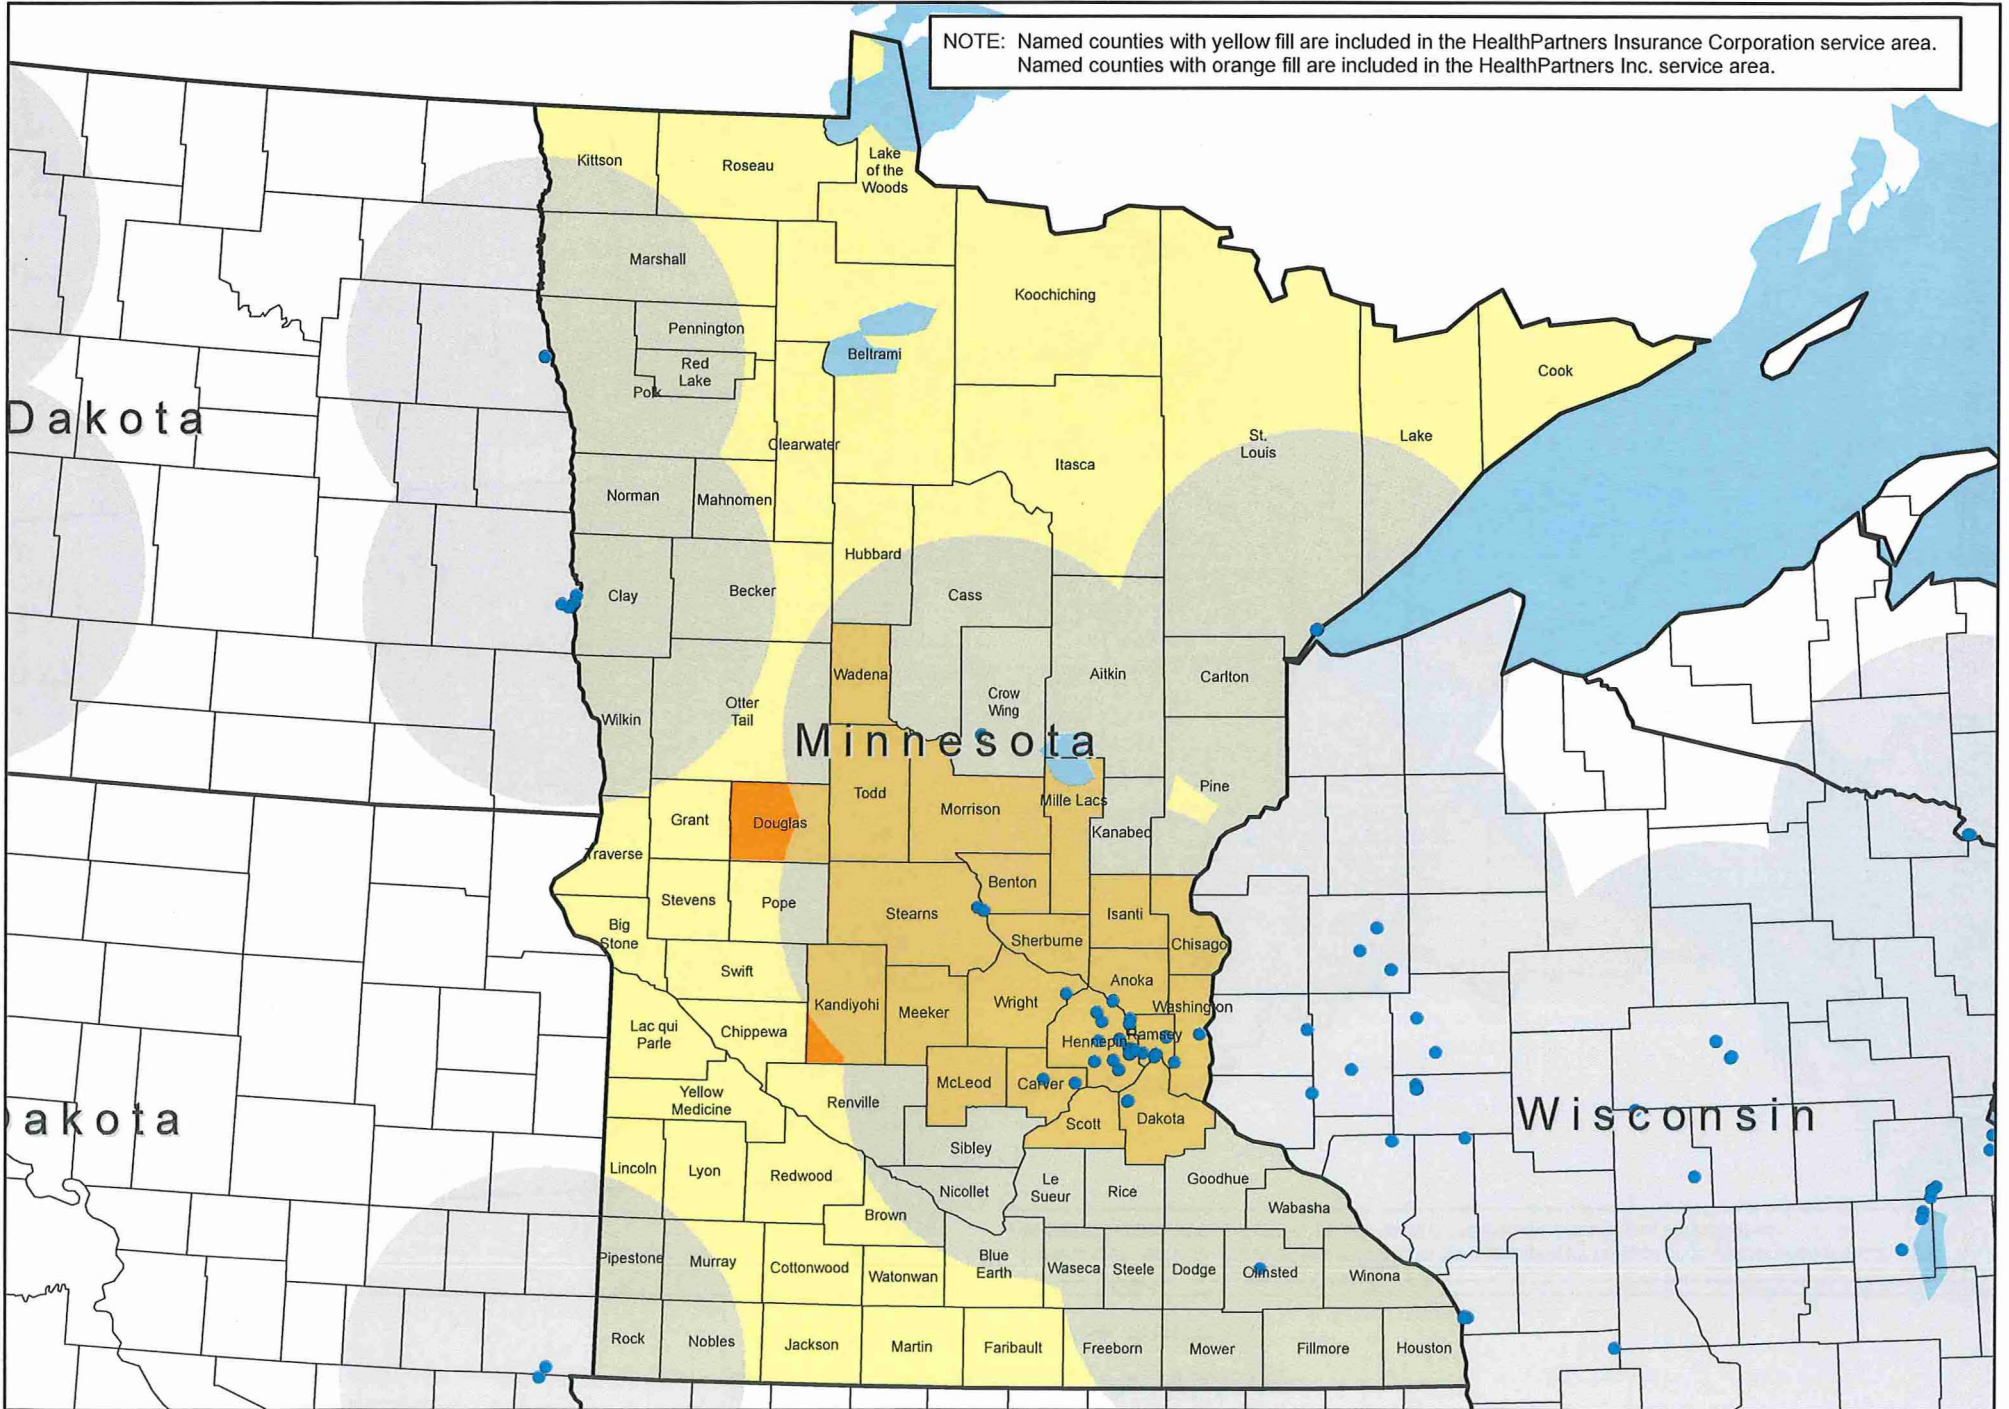 NOTE: Named counties with yellow fill are included in the HealthPartners Insurance Corporation service area.
Named counties with orange fill are included in the HealthPartners Inc. service area.
Kittson
Roseau
Lake
of the
Woods
Marshall
Koochiching
Pennington
Beltrami
Red
Lake
Cook
Polk
Dakota
Clearwater
St.
Louis
Lake
Itasca
Norman
Mahnomen
Hubbard
Clay
Becker
Cass
Wadena
Aitkin
Carlton
Crow
Wing
Otter
Tail
Wilkin
Minnesota
Pine
Todd
Morrison
Mille Lacs
Grant
Douglas
Kanabec
Traverse
Benton
Stevens
Pope
Stearns
Isanti
Big
Stone
Sherburne
Chisago
Swift
Anoka
Kandiyohi
Wright
Washington
Meeker
Lac qui
Parle
Chippewa
Ramsey
Hennepin
McLeod
Carver
Yellow
Medicine
Renville
Wisconsin
Dakota
akota
Scott
Sibley
Lincoln
Lyon
Redwood
Le
Sueur
Rice
Goodhue
Nicollet
Wabasha
Brown
Pipestone
Murray
Cottonwood
Watonwan
Blue
Earth
Waseca
Steele
Dodge
Olmsted
Winona
Rock
Nobles
Jackson
Martin
Faribault
Freeborn
Mower
Fillmore
Houston